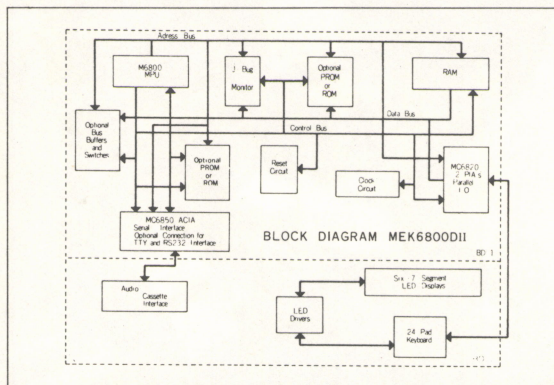 Adress Bus
M6800
MPU
J Bug
Monitor
Optional
PROM
or
ROM
RAM
Data Bus
Control Bus
Optional
Bus
Buffers
and
Switches
Optional
PROM
or
ROM
Reset
Circuit
Clock
Circuit
MC6820
2 PIA's
Parallel
I/O
MC6850 ACIA
Serial Interface
Optional Connection for
TTY and RS232 Interface
BLOCK DIAGRAM MEK6800DII
BD 1
Audio
Cassette
Interface
Six 7 Segment
LED Displays
LED
Drivers
24 Pad
Keyboard